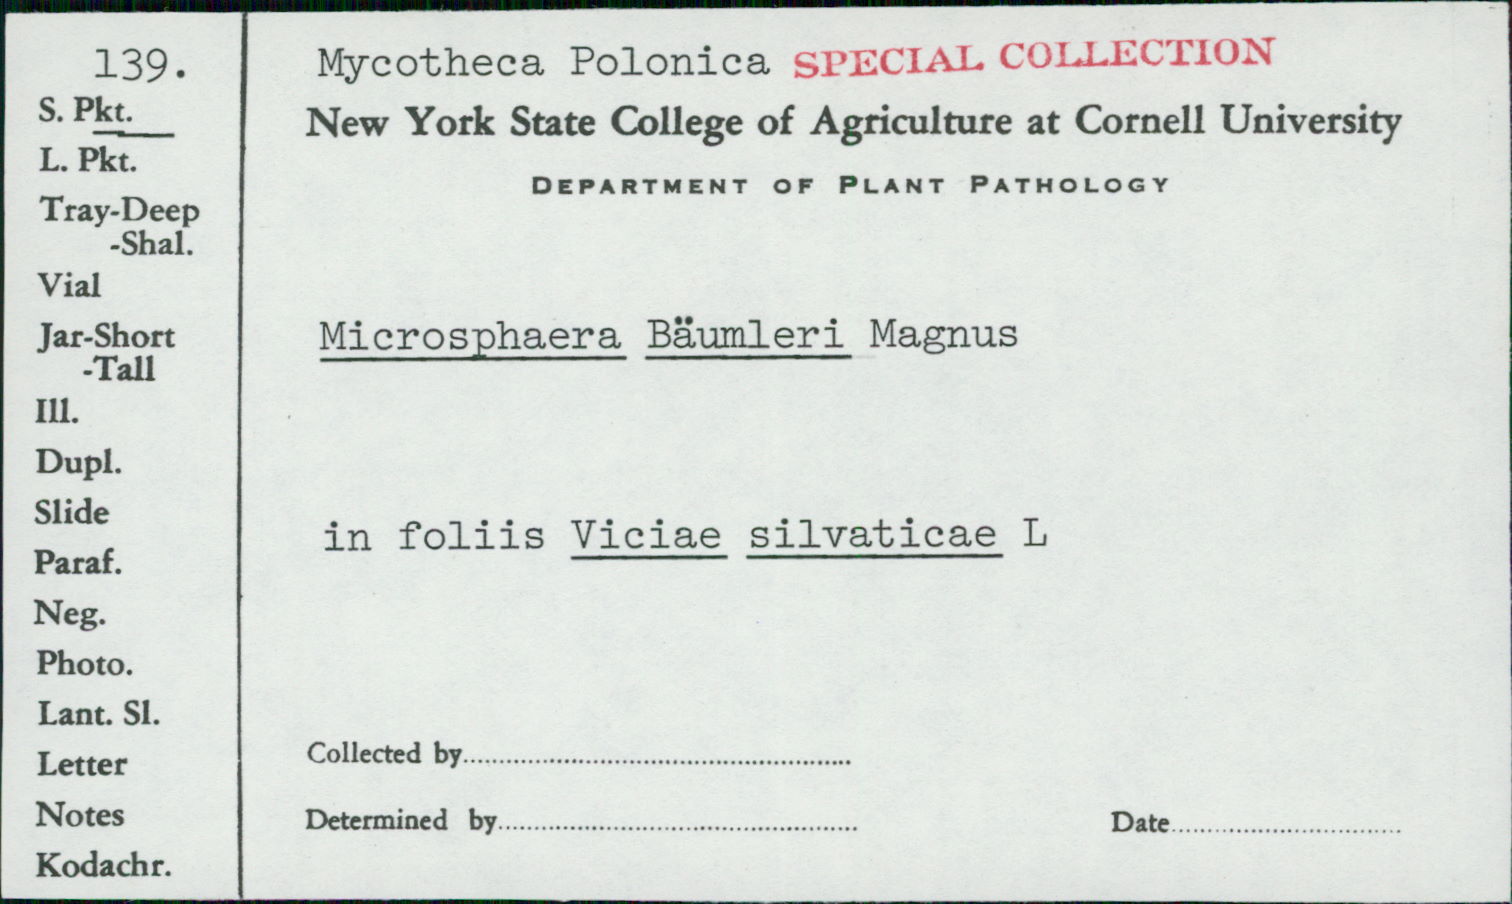 139.
S. Pkt.
L. Pkt.
Tray-Deep
-Shal.
Vial
Jar-Short
-Tall
Ill.
Dupl.
Slide
Paraf.
Neg.
Photo.
Lant. Sl.
Letter
Notes
Kodachr.
Mycotheca Polonica SPECIAL COLLECTION
New York State College of Agriculture at Cornell University
DEPARTMENT OF PLANT PATHOLOGY
Microsphaera Bäumleri Magnus
in foliis Viciae silvaticae L
Collected by
Determined by Date